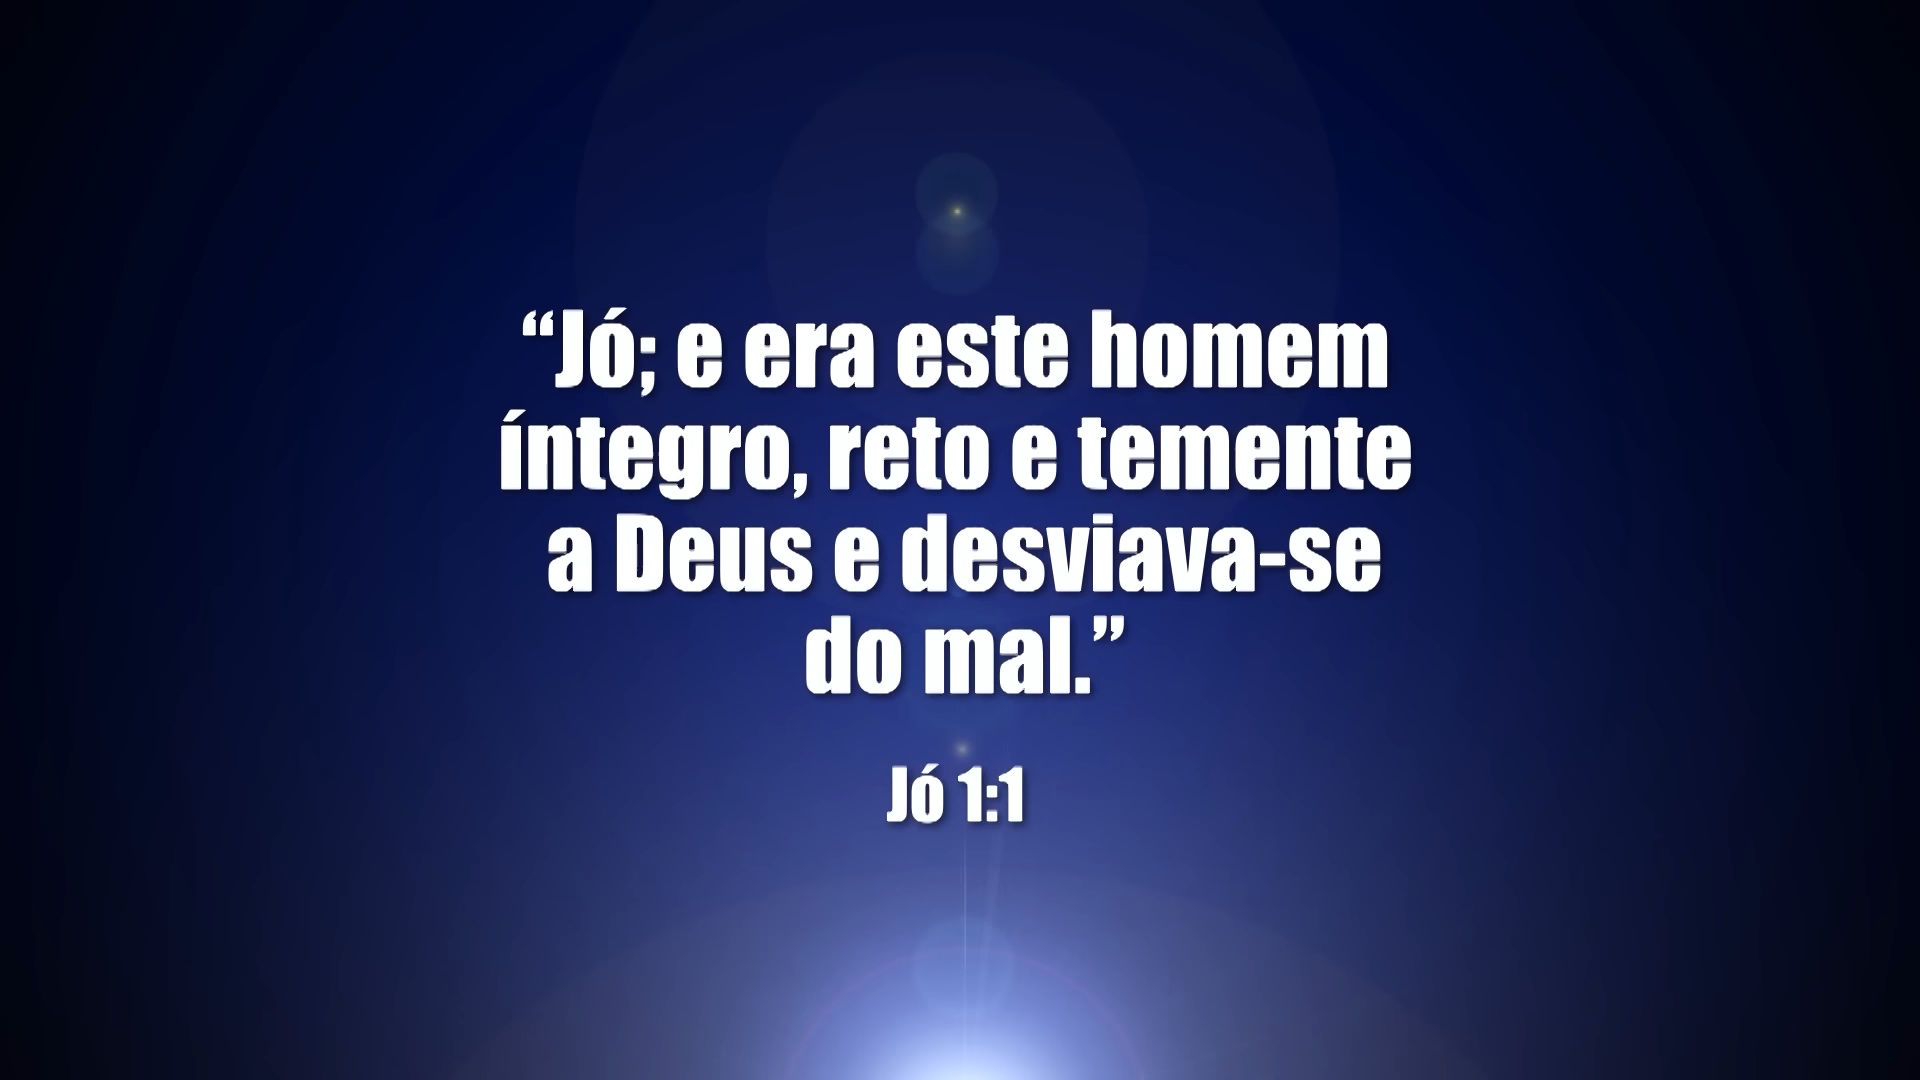 “Jó; e era este homem
íntegro, reto e temente
a Deus e desviava-se
do mal.”
Jó 1:1